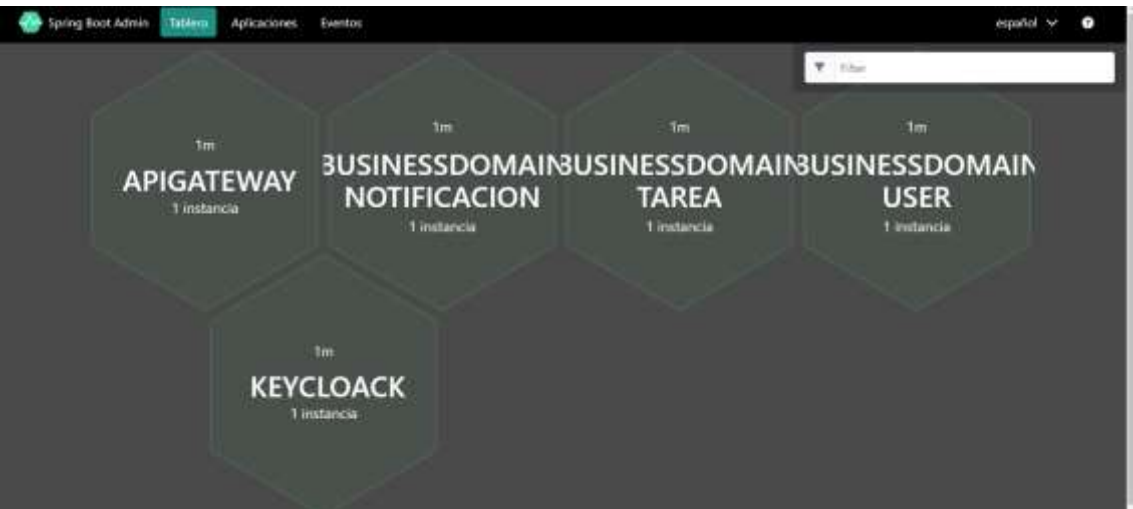 Spring Boot Admin Tablero Aplicaciones Eventos español
Filter
1m
APIGATEWAY
1 instancia
1m
BUSINESSDOMAIN
NOTIFICACION
1 instancia
1m
BUSINESSDOMAIN
TAREA
1 instancia
1m
BUSINESSDOMAIN
USER
1 instancia
1m
KEYCLOACK
1 instancia